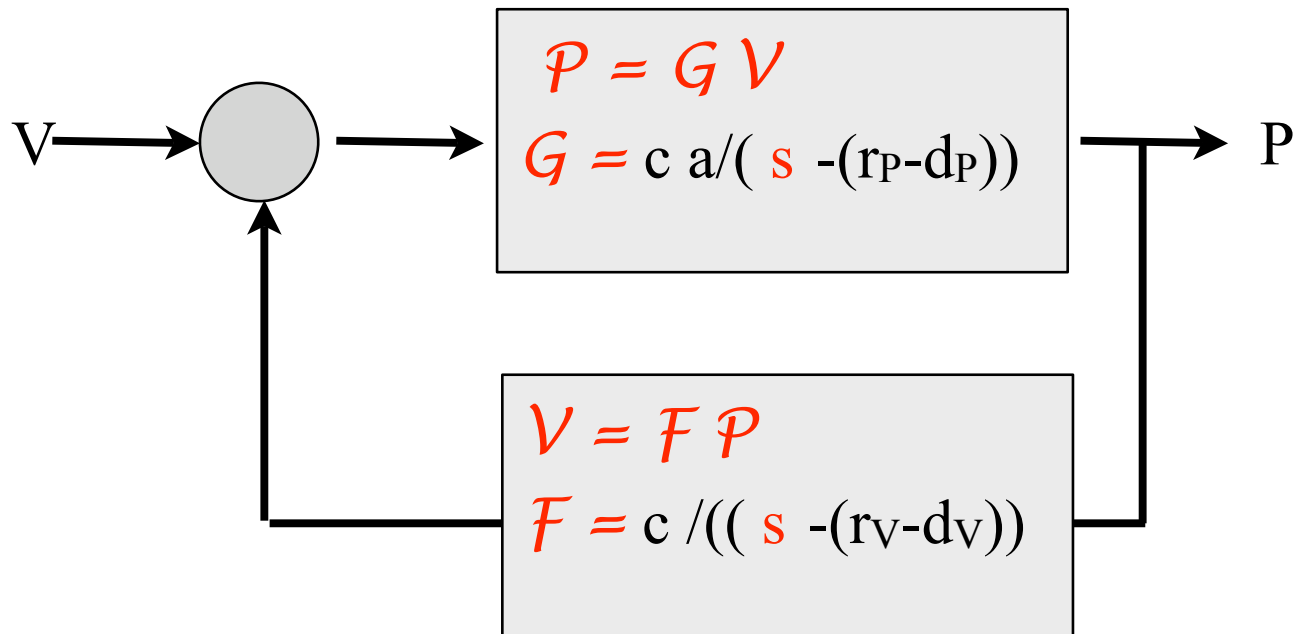 𝒫 = 𝒢 𝒱
V
𝒢 = c a/( s -(rP-dP))
P
𝒱 = ℱ 𝒫
ℱ = c /(( s -(rV-dV))